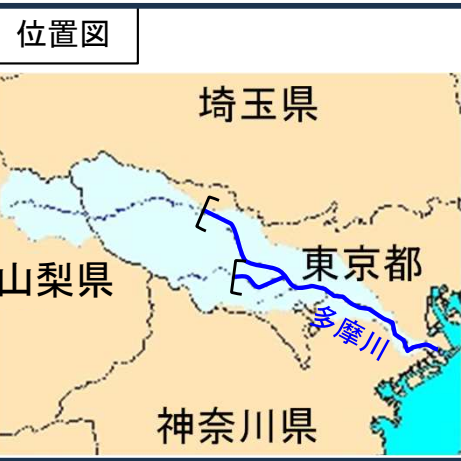 位置図
埼玉県
東京都
山梨県
多摩川
神奈川県